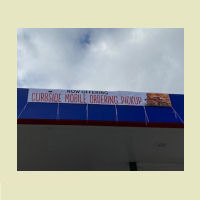 NOW OFFERING
CURBSIDE MOBILE ORDERING PICKUP